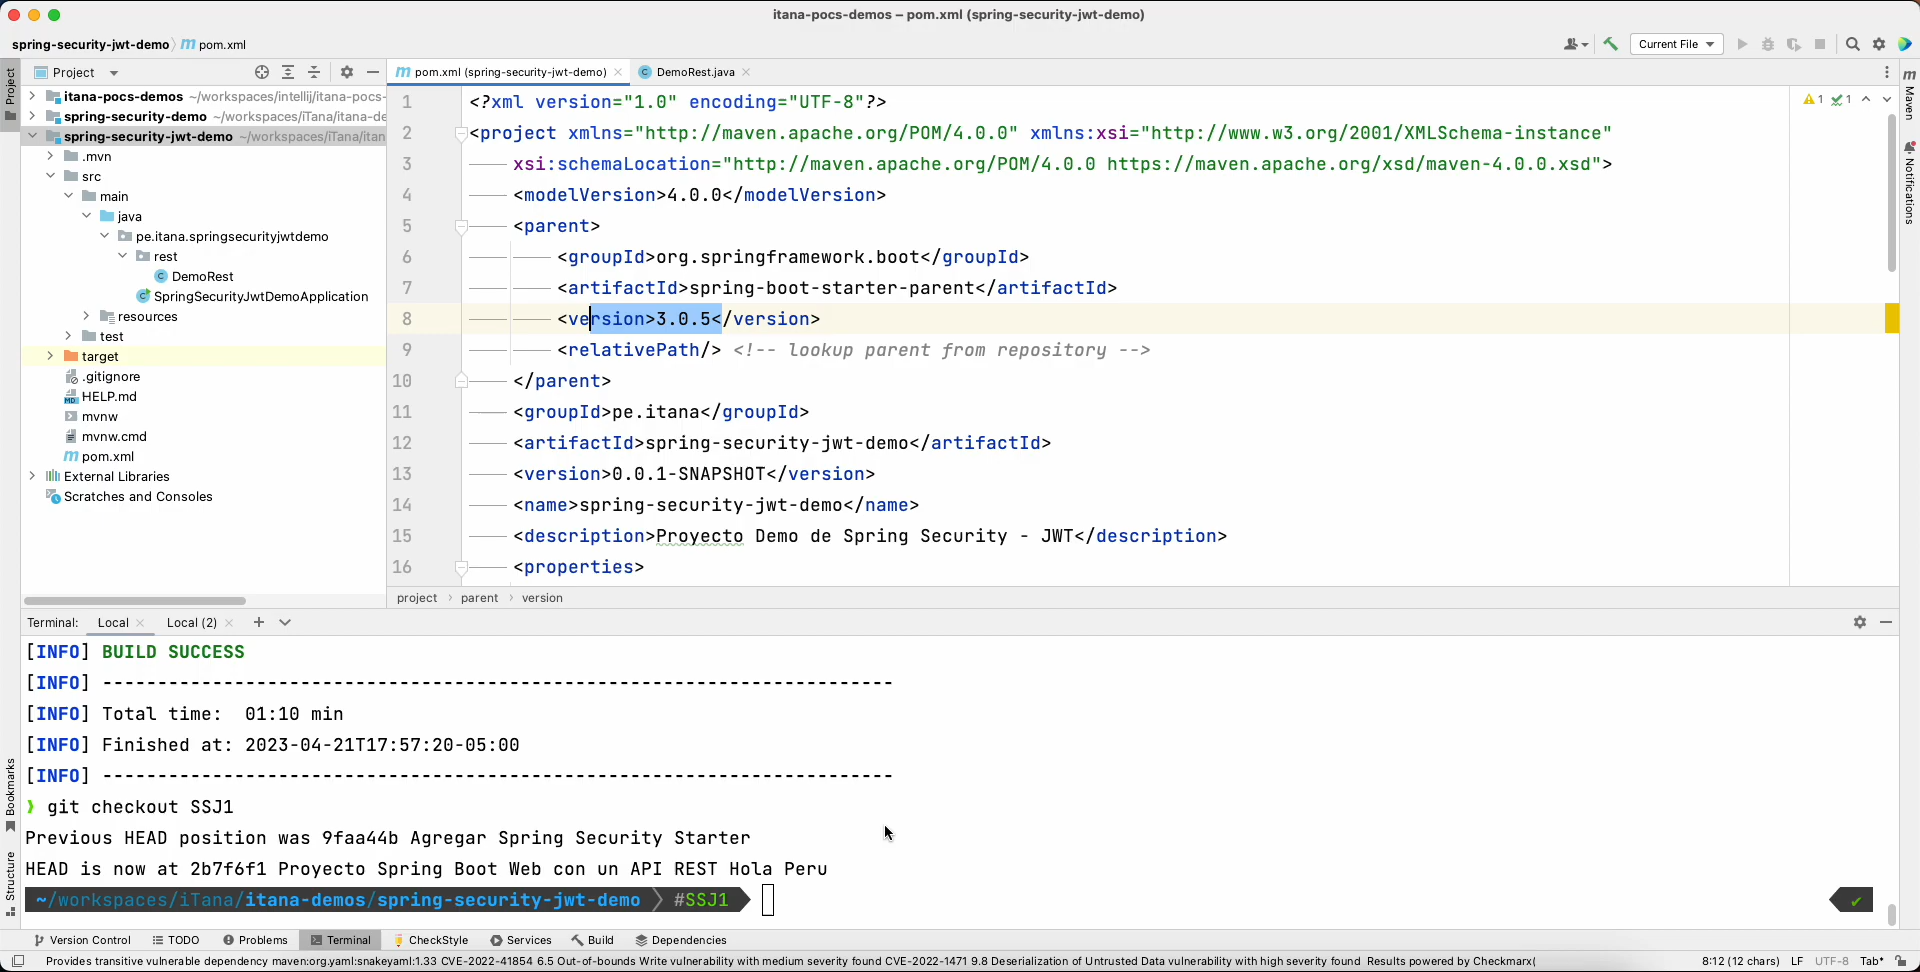 itana-pocs-demos – pom.xml (spring-security-jwt-demo)
spring-security-jwt-demo
m pom.xml
Current File
Project
Project
pom.xml (spring-security-jwt-demo)
DemoRest.java
Maven
Notifications
itana-pocs-demos ~/workspaces/intellij/itana-pocs-
spring-security-demo ~/workspaces/iTana/itana-de
spring-security-jwt-demo ~/workspaces/iTana/itan
.mvn
src
main
java
pe.itana.springsecurityjwtdemo
rest
DemoRest
SpringSecurityJwtDemoApplication
resources
test
target
.gitignore
HELP.md
mvnw
mvnw.cmd
pom.xml
External Libraries
Scratches and Consoles
1 <?xml version="1.0" encoding="UTF-8"?>
2 <project xmlns="http://maven.apache.org/POM/4.0.0" xmlns:xsi="http://www.w3.org/2001/XMLSchema-instance"
3 xsi:schemaLocation="http://maven.apache.org/POM/4.0.0 https://maven.apache.org/xsd/maven-4.0.0.xsd">
4 <modelVersion>4.0.0</modelVersion>
5 <parent>
6 <groupId>org.springframework.boot</groupId>
7 <artifactId>spring-boot-starter-parent</artifactId>
8 <version>3.0.5</version>
9 <relativePath/> <!-- lookup parent from repository -->
10 </parent>
11 <groupId>pe.itana</groupId>
12 <artifactId>spring-security-jwt-demo</artifactId>
13 <version>0.0.1-SNAPSHOT</version>
14 <name>spring-security-jwt-demo</name>
15 <description>Proyecto Demo de Spring Security - JWT</description>
16 <properties>
1 1
project › parent › version
Terminal: Local Local (2)
[INFO] BUILD SUCCESS
[INFO] ------------------------------------------------------------------------
[INFO] Total time:  01:10 min
[INFO] Finished at: 2023-04-21T17:57:20-05:00
[INFO] ------------------------------------------------------------------------
❯ git checkout SSJ1
Previous HEAD position was 9faa44b Agregar Spring Security Starter
HEAD is now at 2b7f6f1 Proyecto Spring Boot Web con un API REST Hola Peru
~/workspaces/iTana/itana-demos/spring-security-jwt-demo #SSJ1 ✔
Bookmarks
Structure
Version Control TODO Problems Terminal CheckStyle Services Build Dependencies
Provides transitive vulnerable dependency maven:org.yaml:snakeyaml:1.33 CVE-2022-41854 6.5 Out-of-bounds Write vulnerability with medium severity found CVE-2022-1471 9.8 Deserialization of Untrusted Data vulnerability with high severity found Results powered by Checkmarx( 8:12 (12 chars) LF UTF-8 Tab*